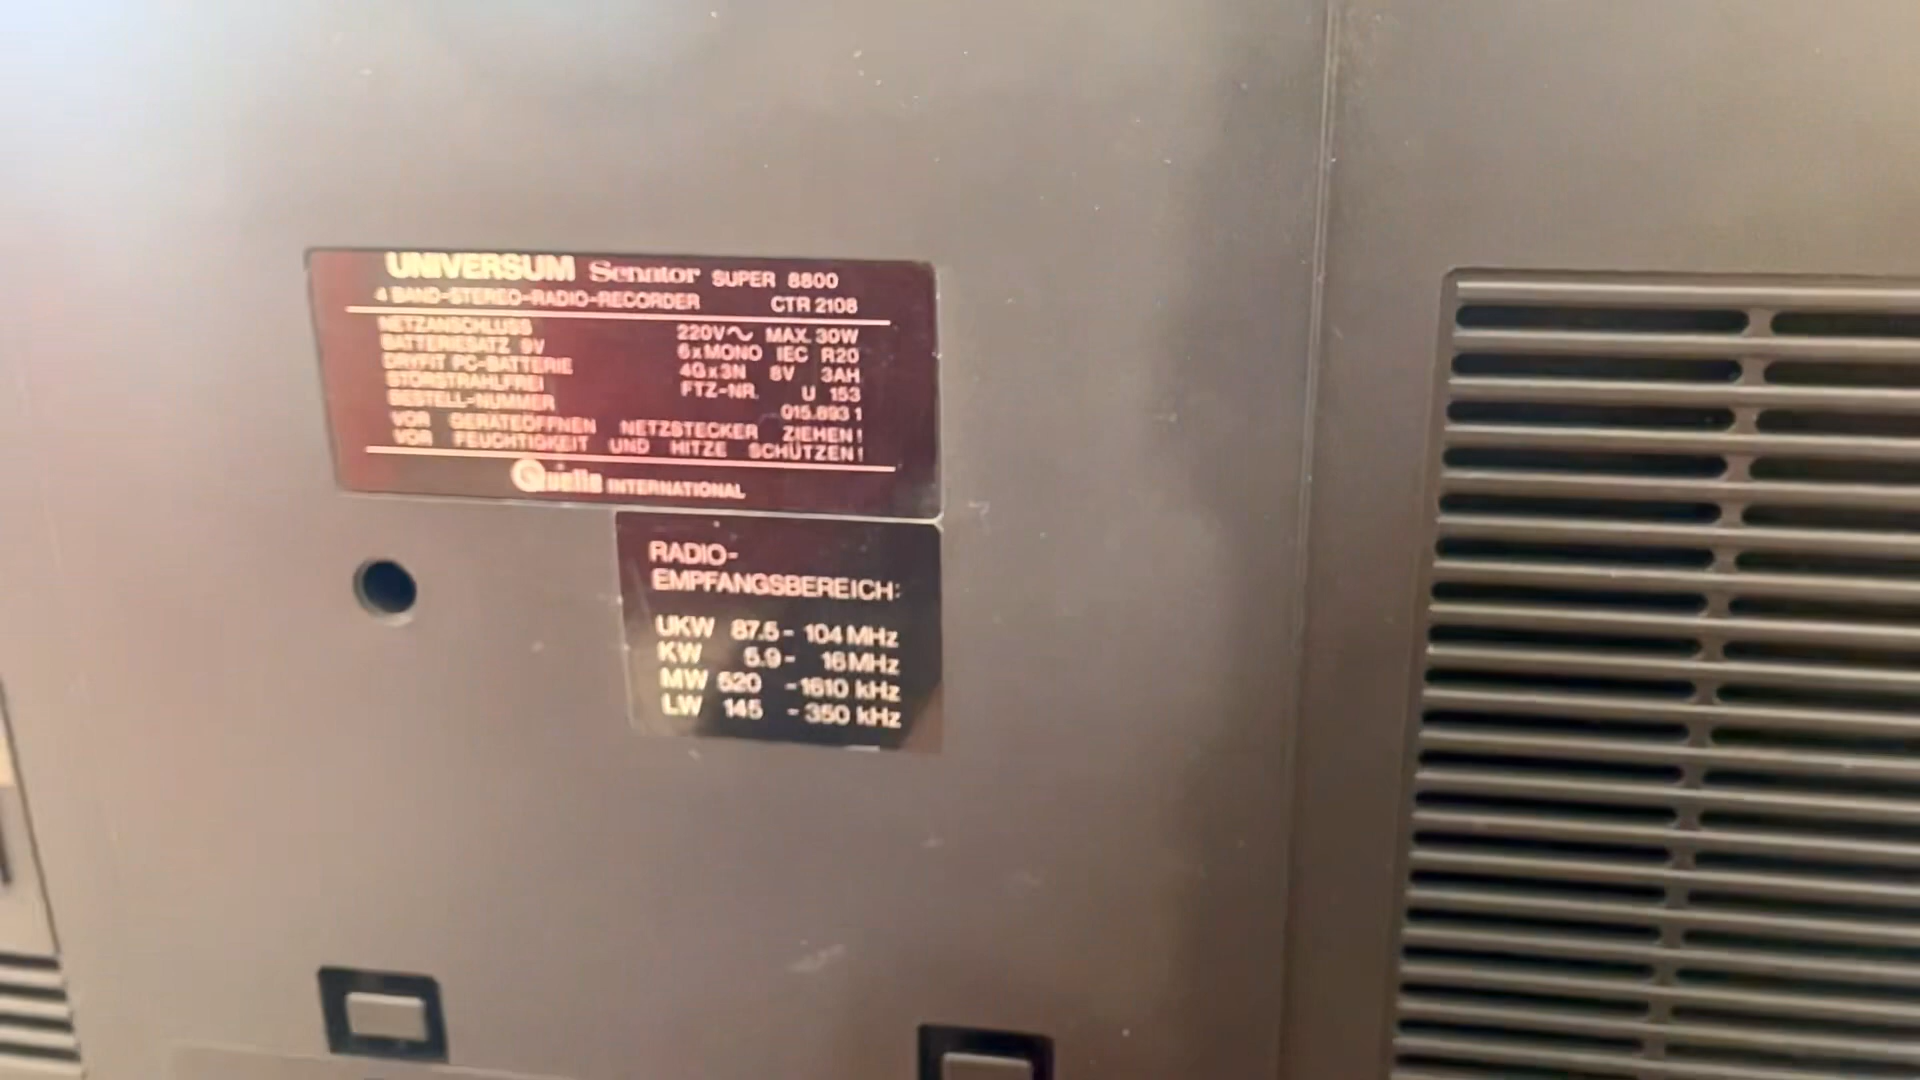 UNIVERSUM Senator SUPER 8800
4 BAND-STEREO-RADIO-RECORDER CTR 2108
NETZANSCHLUSS 220V~ MAX. 30W
BATTERIESATZ 9V 6xMONO IEC R20
DRYFIT PC-BATTERIE 4Gx3N 8V 3AH
STÖRSTRAHLFREI FTZ-NR. U 153
BESTELL-NUMMER 015.893 1
VOR GERÄTEÖFFNEN NETZSTECKER ZIEHEN!
VOR FEUCHTIGKEIT UND HITZE SCHÜTZEN!
Quelle INTERNATIONAL
RADIO-
EMPFANGSBEREICH:
UKW 87.5- 104 MHz
KW 5.9- 16 MHz
MW 520 -1610 kHz
LW 145 - 350 kHz